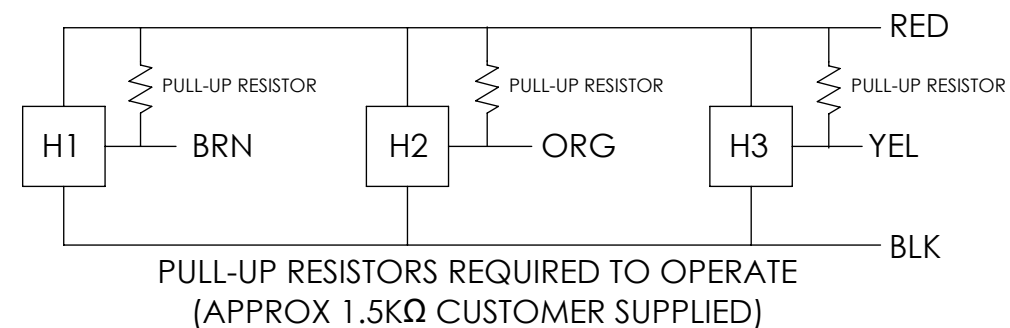 RED
PULL-UP RESISTOR PULL-UP RESISTOR PULL-UP RESISTOR
H1 BRN H2 ORG H3 YEL
BLK
PULL-UP RESISTORS REQUIRED TO OPERATE
(APPROX 1.5KΩ CUSTOMER SUPPLIED)